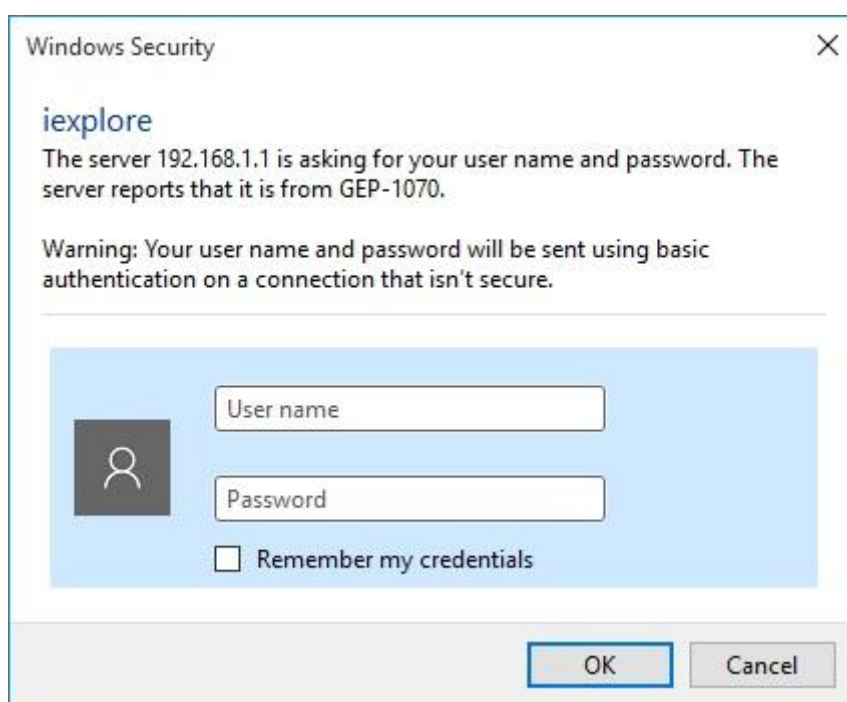 Windows Security
iexplore
The server 192.168.1.1 is asking for your user name and password. The
server reports that it is from GEP-1070.
Warning: Your user name and password will be sent using basic
authentication on a connection that isn't secure.
User name
Password
Remember my credentials
OK
Cancel